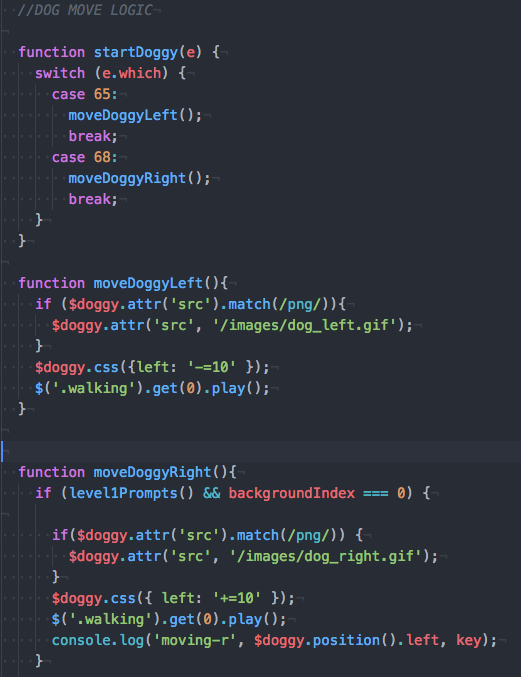 //DOG MOVE LOGIC
function startDoggy(e) {
switch (e.which) {
case 65:
moveDoggyLeft();
break;
case 68:
moveDoggyRight();
break;
}
}
function moveDoggyLeft(){
if ($doggy.attr('src').match(/png/)){
$doggy.attr('src', '/images/dog_left.gif');
}
$doggy.css({left: '-=10' });
$('.walking').get(0).play();
}
function moveDoggyRight(){
if (level1Prompts() && backgroundIndex === 0) {
if($doggy.attr('src').match(/png/)) {
$doggy.attr('src', '/images/dog_right.gif');
}
$doggy.css({ left: '+=10' });
$('.walking').get(0).play();
console.log('moving-r', $doggy.position().left, key);
}